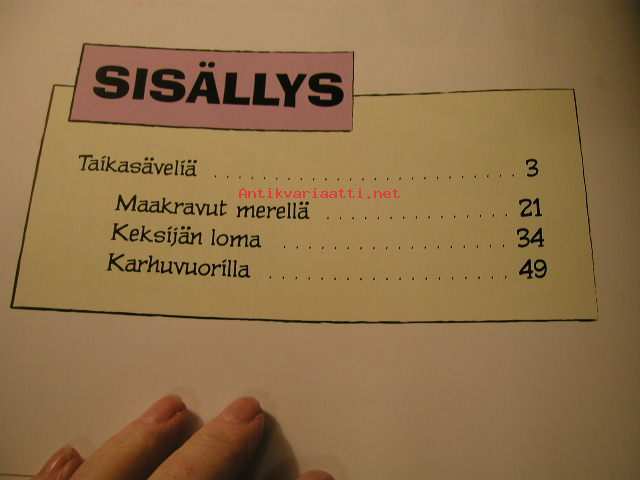 SISÄLLYS
Taikasäveliä . . . . . . . . . . . . . . . . . . . . . . . . . 3
Antikvariaatti.net
Maakravut merellä . . . . . . . . . . . . . . . 21
Keksijän loma . . . . . . . . . . . . . . . . . . . 34
Karhuvuorilla . . . . . . . . . . . . . . . . . . . . 49